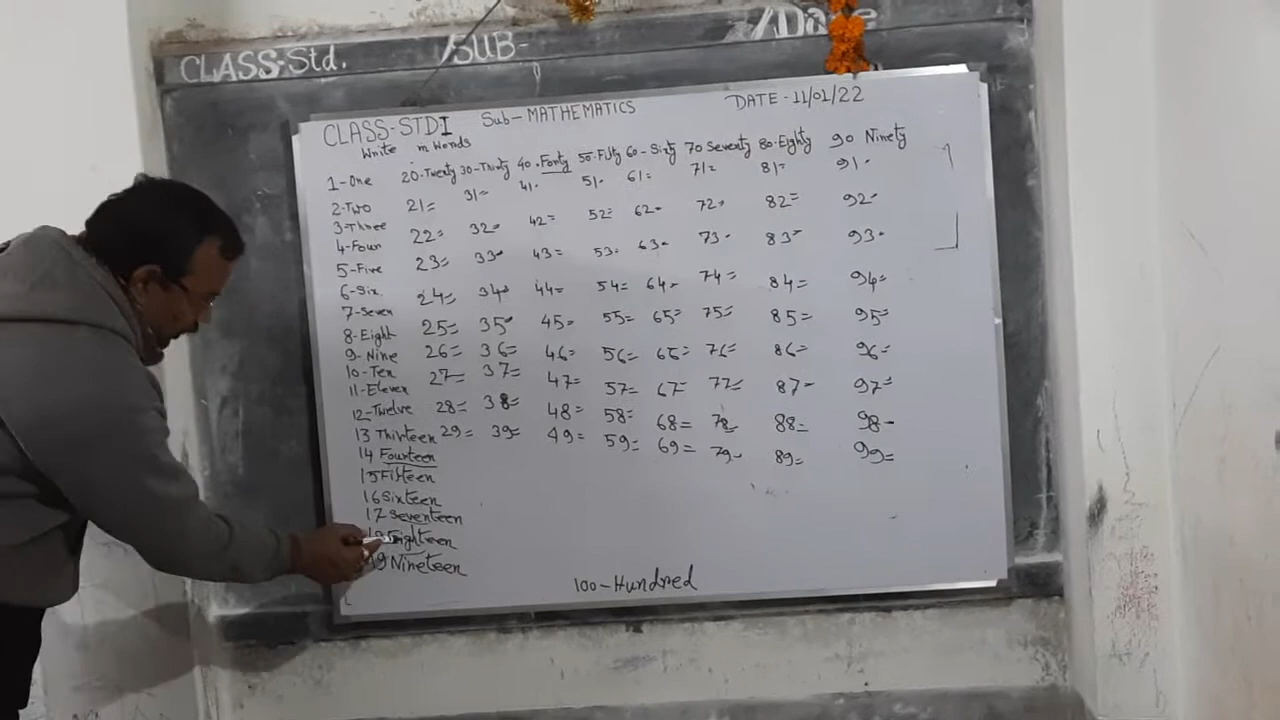 CLASS-Std. /SUB- /Date
CLASS-STDI Sub-MATHEMATICS DATE-11/01/22
Write in Words
1-One 20-Twenty 30-Thirty 40-Fonty 50-Fifty 60-Sixty 70 Seventy 80-Eighty 90 Ninety
2-Two 21= 31= 41- 51- 61= 71= 81= 91-
3-Three 22= 32= 42= 52= 62- 72- 82= 92-
4-Four 23= 33- 43= 53- 63- 73- 83- 93-
5-Five 24= 34- 44= 54= 64- 74= 84= 94=
6-Six 25= 35- 45= 55= 65= 75= 85= 95=
7-Seven 26= 36= 46= 56= 66= 76= 86= 96=
8-Eight 27= 37= 47= 57= 67= 77= 87- 97=
9-Nine 28= 38= 48= 58= 68= 78= 88= 98-
10-Ten 29= 39= 49= 59= 69= 79- 89= 99=
11-Eleven
12-Twelve
13 Thirteen
14 Fourteen
15 Fifteen
16 Sixteen
17 Seventeen
Eighteen
19 Nineteen
100-Hundred